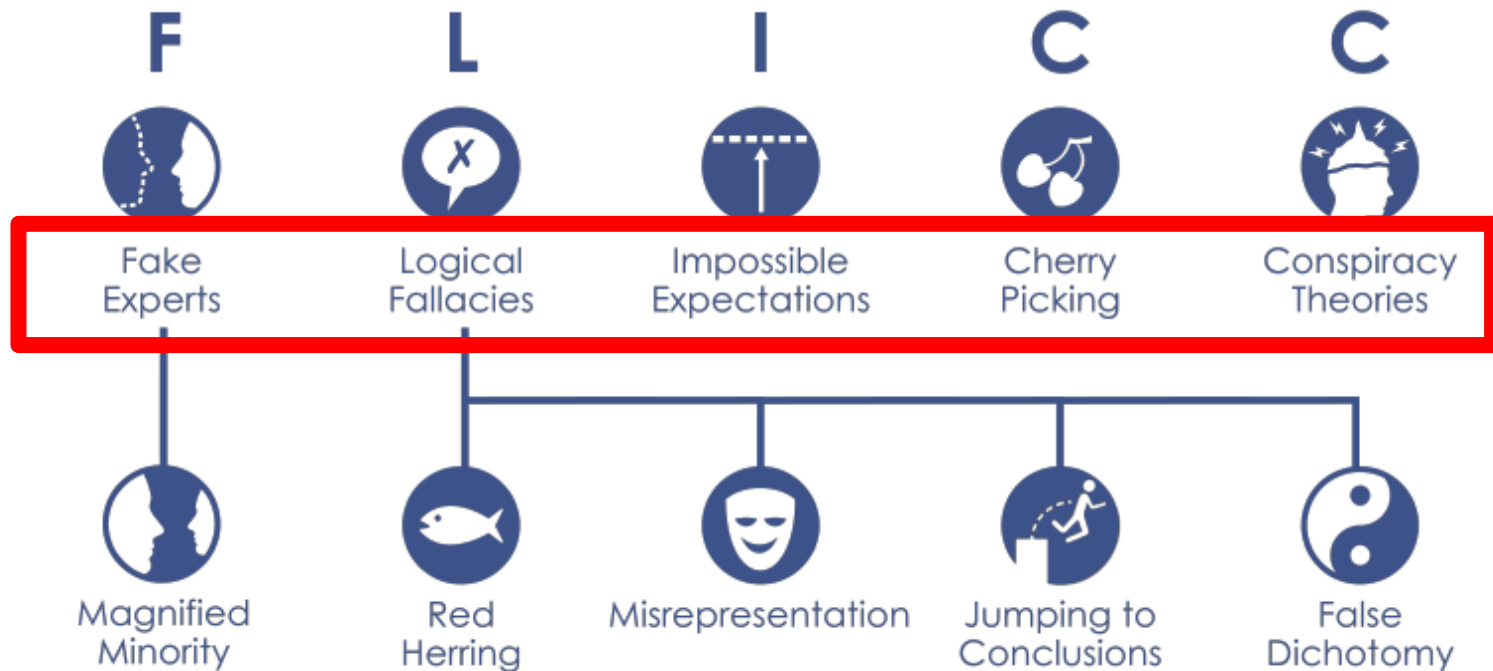 F L I C C
X
Fake Logical Impossible Cherry Conspiracy
Experts Fallacies Expectations Picking Theories
Magnified Red Misrepresentation Jumping to False
Minority Herring Conclusions Dichotomy